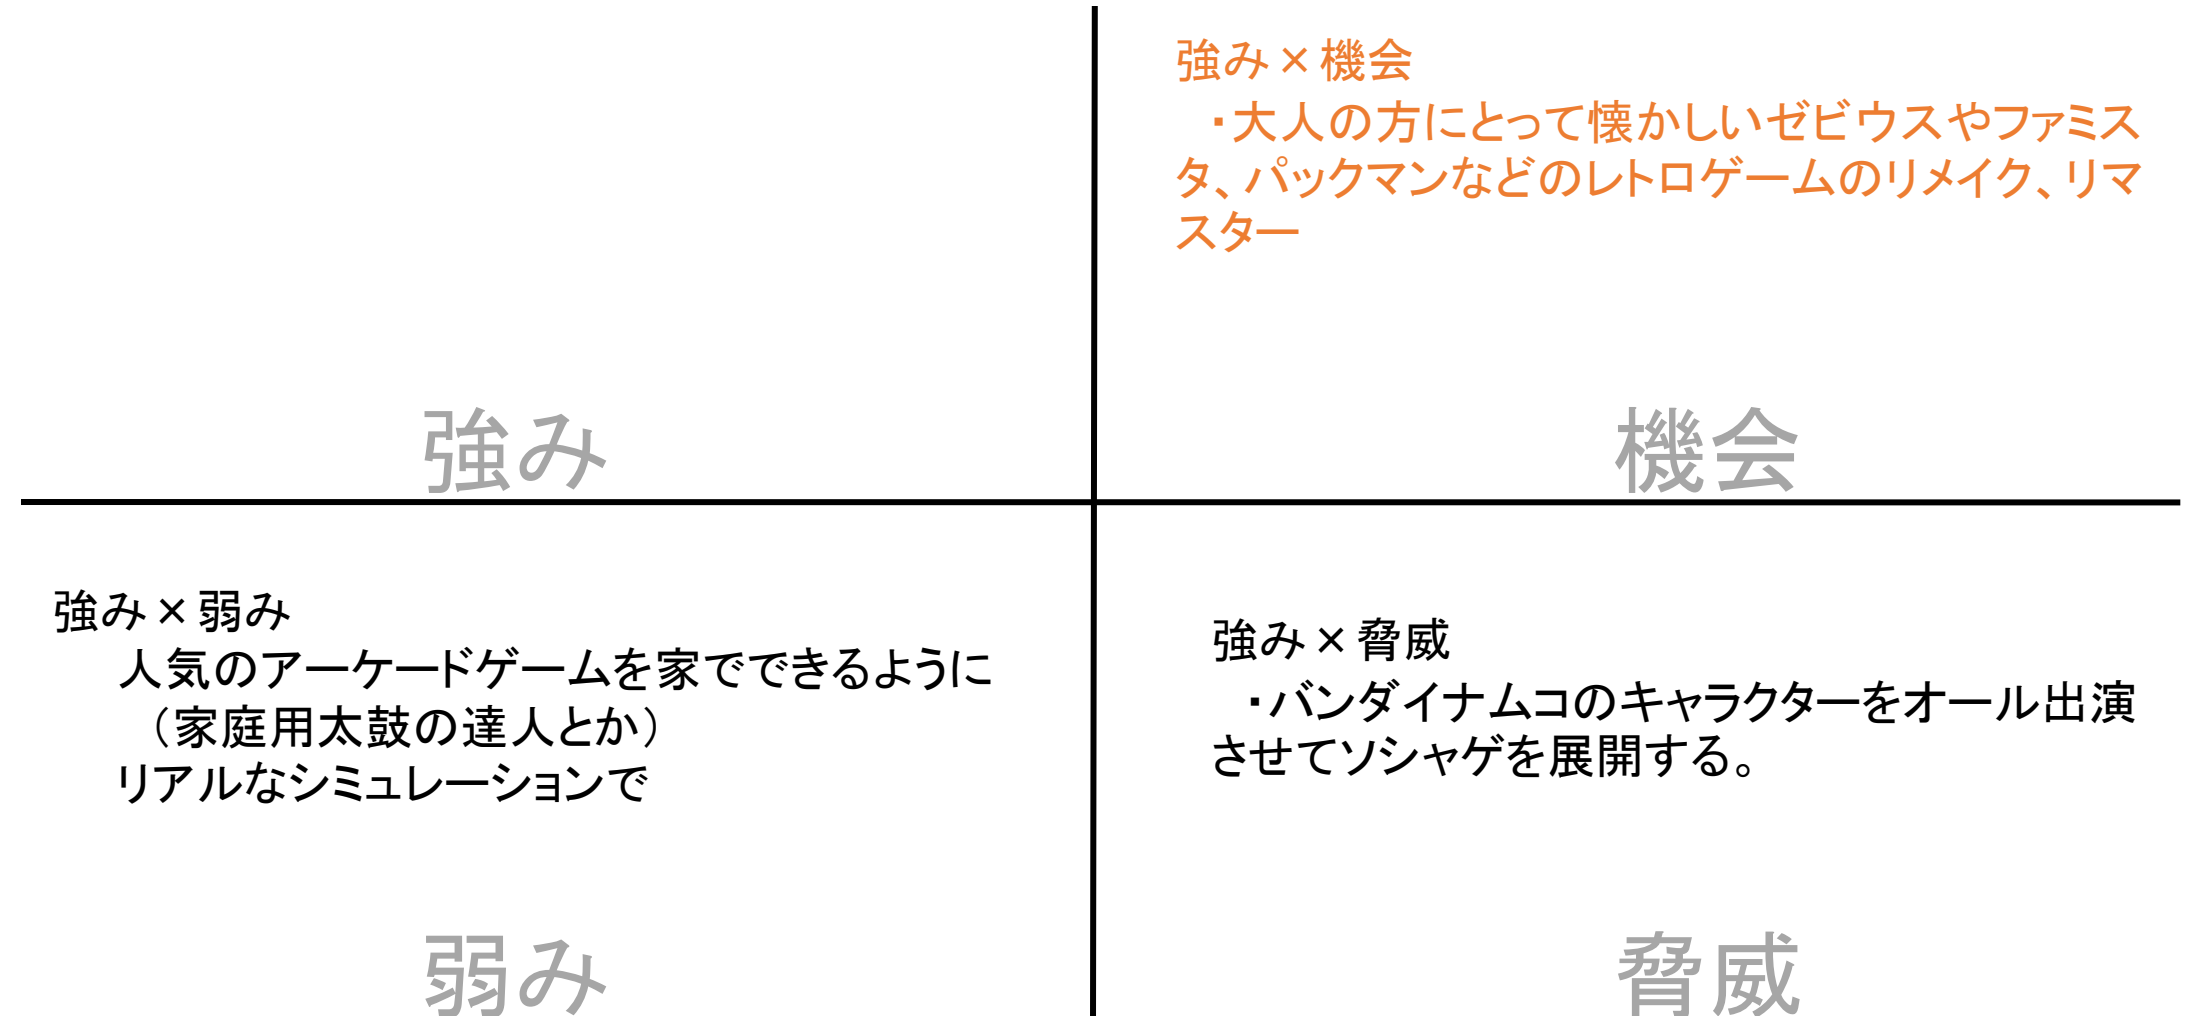 強み×機会
・大人の方にとって懐かしいゼビウスやファミス
タ、パックマンなどのレトロゲームのリメイク、リマ
スター
強み
機会
強み×弱み
人気のアーケードゲームを家でできるように
（家庭用太鼓の達人とか）
リアルなシミュレーションで
強み×脅威
・バンダイナムコのキャラクターをオール出演
させてソシャゲを展開する。
弱み
脅威